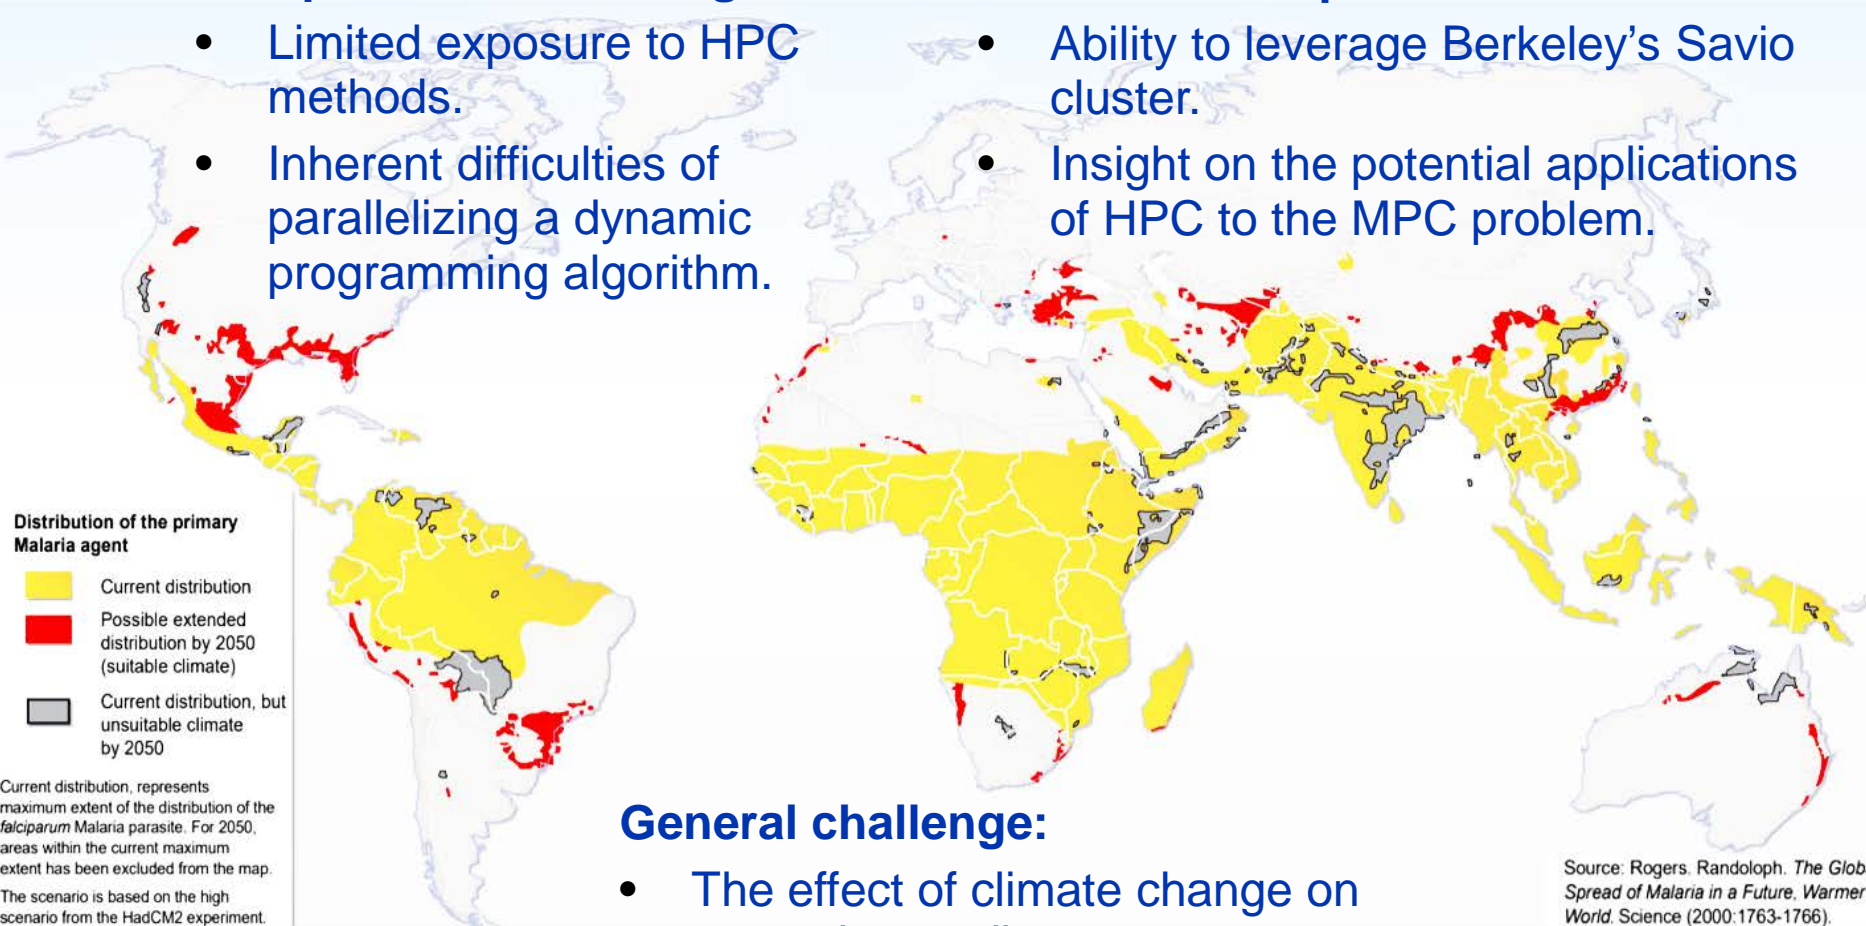 • Limited exposure to HPC
methods.
• Inherent difficulties of
parallelizing a dynamic
programming algorithm.
• Ability to leverage Berkeley’s Savio
cluster.
• Insight on the potential applications
of HPC to the MPC problem.
Distribution of the primary
Malaria agent
Current distribution
Possible extended
distribution by 2050
(suitable climate)
Current distribution, but
unsuitable climate
by 2050
Current distribution, represents
maximum extent of the distribution of the
falciparum Malaria parasite. For 2050,
areas within the current maximum
extent has been excluded from the map.
The scenario is based on the high
scenario from the HadCM2 experiment.
General challenge:
• The effect of climate change on
Source: Rogers. Randoloph. The Glob
Spread of Malaria in a Future, Warmer
World. Science (2000:1763-1766).